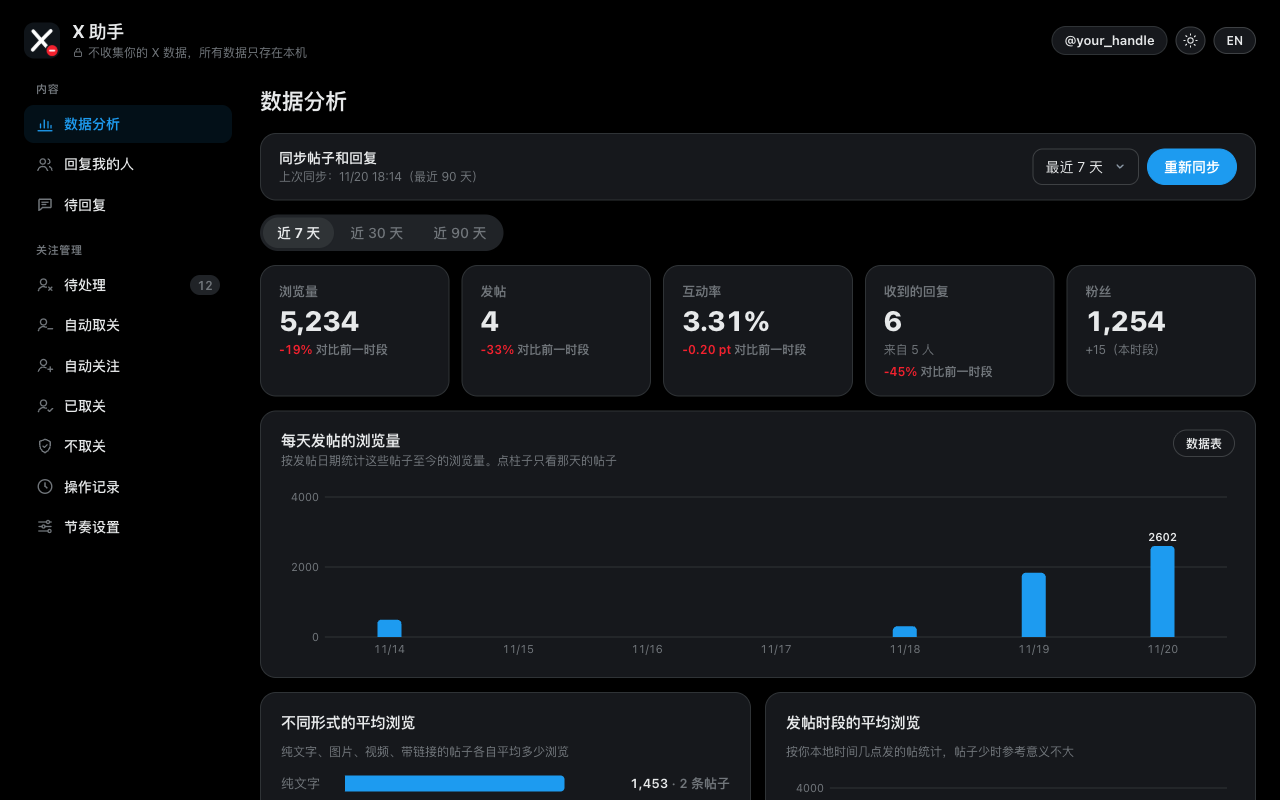 X 助手
不收集你的 X 数据，所有数据只存在本机
@your_handle
EN
内容
数据分析
回复我的人
待回复
关注管理
待处理
12
自动取关
自动关注
已取关
不取关
操作记录
节奏设置
数据分析
同步帖子和回复
上次同步：11/20 18:14（最近 90 天）
最近 7 天
重新同步
近 7 天
近 30 天
近 90 天
浏览量
5,234
-19% 对比前一时段
发帖
4
-33% 对比前一时段
互动率
3.31%
-0.20 pt 对比前一时段
收到的回复
6
来自 5 人
-45% 对比前一时段
粉丝
1,254
+15（本时段）
每天发帖的浏览量
按发帖日期统计这些帖子至今的浏览量。点柱子只看那天的帖子
数据表
4000
2000
0
2602
11/14
11/15
11/16
11/17
11/18
11/19
11/20
不同形式的平均浏览
纯文字、图片、视频、带链接的帖子各自平均多少浏览
纯文字
1,453 · 2 条帖子
发帖时段的平均浏览
按你本地时间几点发的帖统计，帖子少时参考意义不大
4000